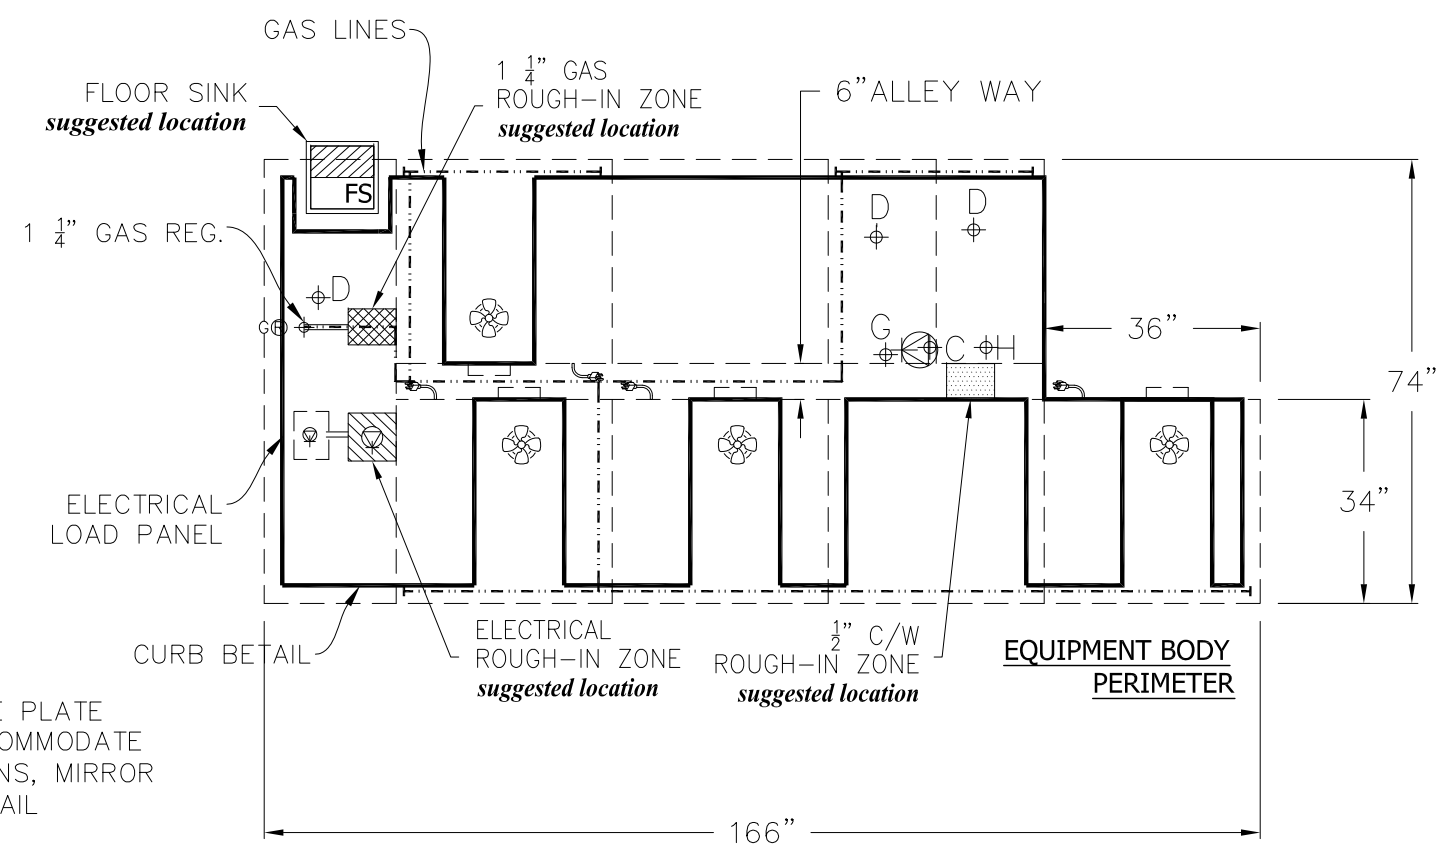 GAS LINES
1 1/4" GAS
ROUGH-IN ZONE
suggested location
FLOOR SINK
suggested location
6"ALLEY WAY
FS
1 1/4" GAS REG.
D
D
D
G
C
H
36"
74"
34"
ELECTRICAL
LOAD PANEL
CURB BETAIL
ELECTRICAL
ROUGH-IN ZONE
suggested location
1/2" C/W
ROUGH-IN ZONE
suggested location
EQUIPMENT BODY
PERIMETER
PLATE
OMMODATE
NS, MIRROR
AIL
166"